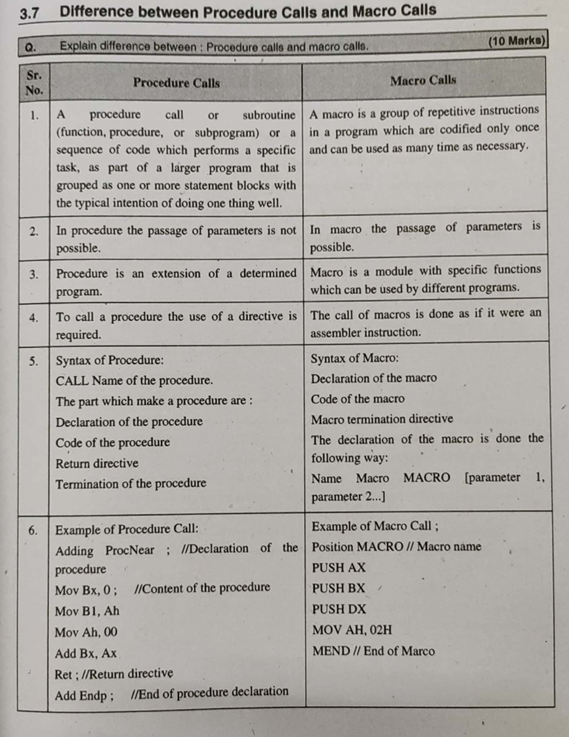 3.7 Difference between Procedure Calls and Macro Calls
Q. Explain difference between : Procedure calls and macro calls. (10 Marks)
Sr. No. Procedure Calls Macro Calls
1.
A procedure call or subroutine
(function, procedure, or subprogram) or a
sequence of code which performs a specific
task, as part of a larger program that is
grouped as one or more statement blocks with
the typical intention of doing one thing well.
A macro is a group of repetitive instructions
in a program which are codified only once
and can be used as many time as necessary.
2.
In procedure the passage of parameters is not
possible.
In macro the passage of parameters is
possible.
3.
Procedure is an extension of a determined
program.
Macro is a module with specific functions
which can be used by different programs.
4.
To call a procedure the use of a directive is
required.
The call of macros is done as if it were an
assembler instruction.
5.
Syntax of Procedure:
CALL Name of the procedure.
The part which make a procedure are :
Declaration of the procedure
Code of the procedure
Return directive
Termination of the procedure
Syntax of Macro:
Declaration of the macro
Code of the macro
Macro termination directive
The declaration of the macro is done the
following way:
Name Macro MACRO [parameter 1,
parameter 2...]
6.
Example of Procedure Call:
Adding ProcNear ; //Declaration of the
procedure
Mov Bx, 0 ; //Content of the procedure
Mov B1, Ah
Mov Ah, 00
Add Bx, Ax
Ret ; //Return directive
Add Endp ; //End of procedure declaration
Example of Macro Call ;
Position MACRO // Macro name
PUSH AX
PUSH BX
PUSH DX
MOV AH, 02H
MEND // End of Marco